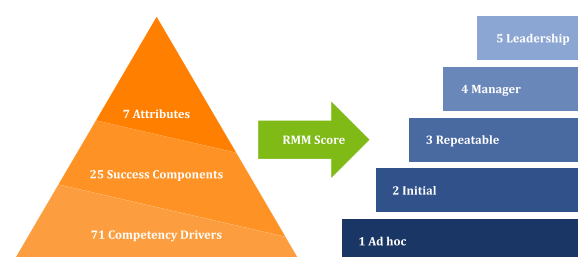 7 Attributes
25 Success Components
71 Competency Drivers
RMM Score
5 Leadership
4 Manager
3 Repeatable
2 Initial
1 Ad hoc